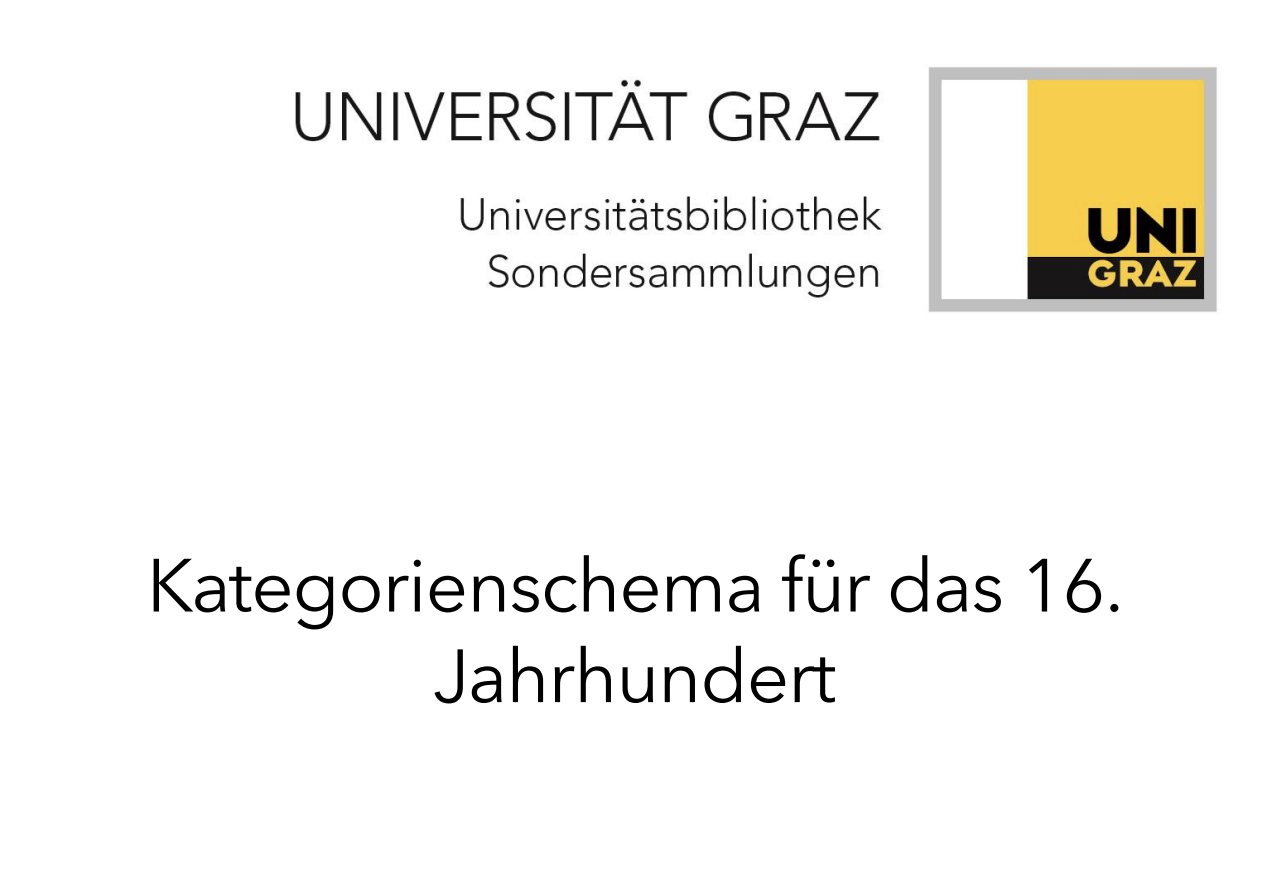 UNIVERSITÄT GRAZ
Universitätsbibliothek
Sondersammlungen
UNI
GRAZ
Kategorienschema für das 16.
Jahrhundert